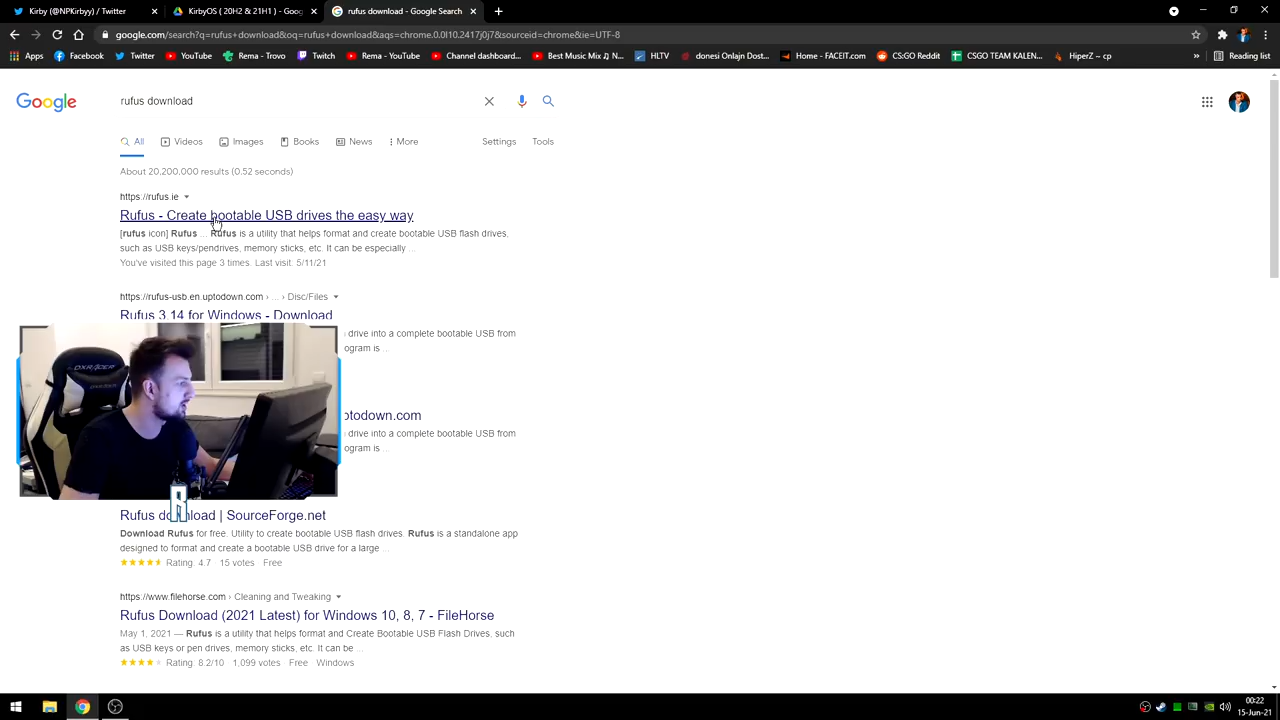 Kirby (@NPKirbyy) / Twitter
KirbyOS ( 20H2 & 21H1 ) - Goog
rufus download - Google Search
google.com/search?q=rufus+download&oq=rufus+download&aqs=chrome.0.0l10.2417j0j7&sourceid=chrome&ie=UTF-8
Apps
Facebook
Twitter
YouTube
Rema - Trovo
Rema - YouTube
Channel dashboard...
Best Music Mix ♫ N...
HLTV
donesi Onlajn Dost...
Home - FACEIT.com
CS:GO Reddit
CSGO TEAM KALEN...
HiperZ ~ cp
»
Reading list
Google
rufus download
All
Videos
Images
Books
News
More
Settings
Tools
About 20,200,000 results (0.52 seconds)
https://rufus.ie
Rufus - Create bootable USB drives the easy way
[rufus icon] Rufus ... Rufus is a utility that helps format and create bootable USB flash drives,
such as USB keys/pendrives, memory sticks, etc. It can be especially ...
You've visited this page 3 times. Last visit: 5/11/21
https://rufus-usb.en.uptodown.com › ... › Disc/Files
Rufus 3.14 for Windows - Download
drive into a complete bootable USB from
ogram is ...
ptodown.com
drive into a complete bootable USB from
ogram is ...
DXRACER
R
Rufus download | SourceForge.net
Download Rufus for free. Utility to create bootable USB flash drives. Rufus is a standalone app
designed to format and create a bootable USB drive for a large ...
Rating: 4.7 15 votes Free
https://www.filehorse.com › Cleaning and Tweaking
Rufus Download (2021 Latest) for Windows 10, 8, 7 - FileHorse
May 1, 2021 — Rufus is a utility that helps format and Create Bootable USB Flash Drives, such
as USB keys or pen drives, memory sticks, etc. It can be ...
Rating: 8.2/10 1,099 votes Free Windows
00:22
15-Jun-21